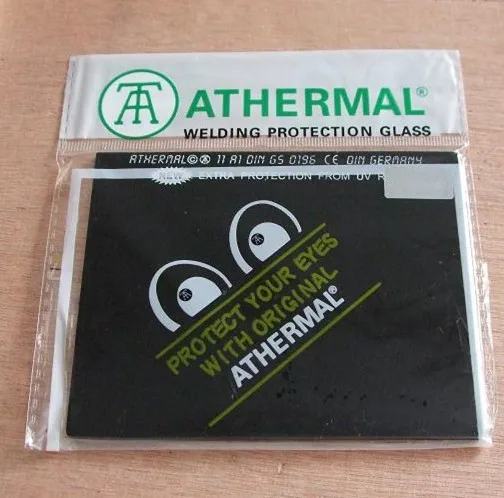 ATHERMAL®
WELDING PROTECTION GLASS
ATHERMAL©® 11 A1 DIN GS 0196 CE DIN GERMANY
NEW EXTRA PROTECTION FROM UV
PROTECT YOUR EYES
WITH ORIGINAL
ATHERMAL®